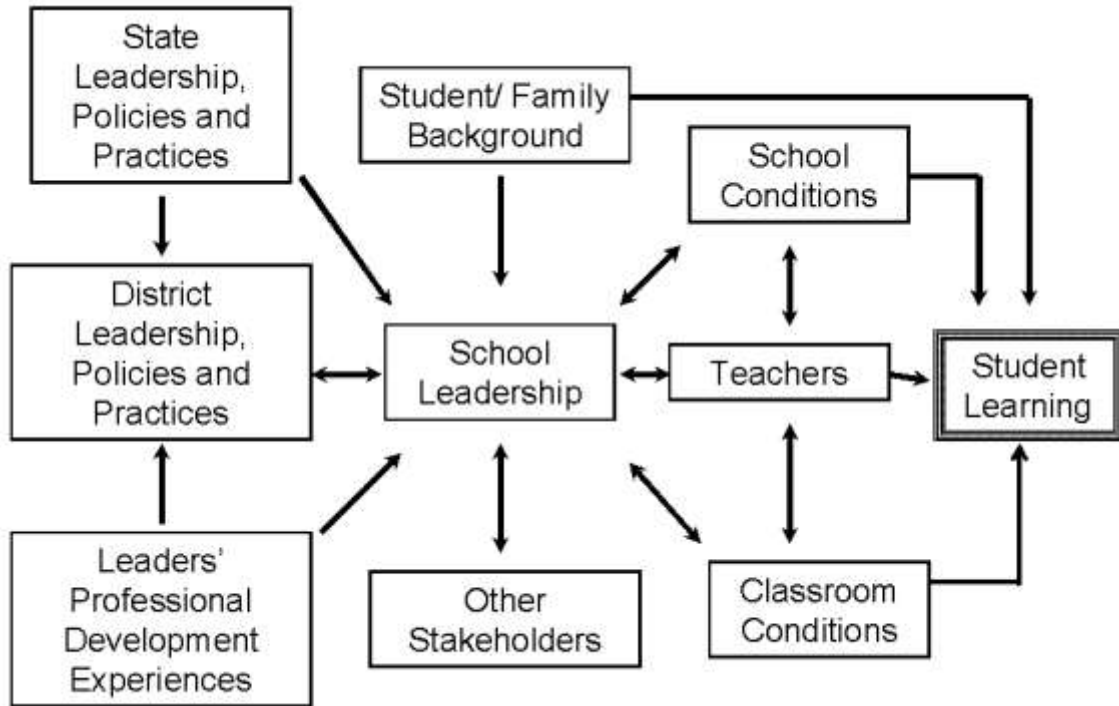 State
Leadership,
Policies and
Practices
Student/ Family
Background
School
Conditions
District
Leadership,
Policies and
Practices
School
Leadership
Teachers
Student
Learning
Leaders’
Professional
Development
Experiences
Other
Stakeholders
Classroom
Conditions